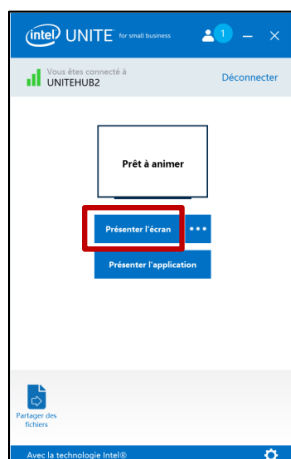 intel UNITE for small business 1
Vous êtes connecté à
UNITEHUB2
Déconnecter
Prêt à animer
Présenter l'écran
Présenter l'application
Partager des
fichiers
Avec la technologie Intel®